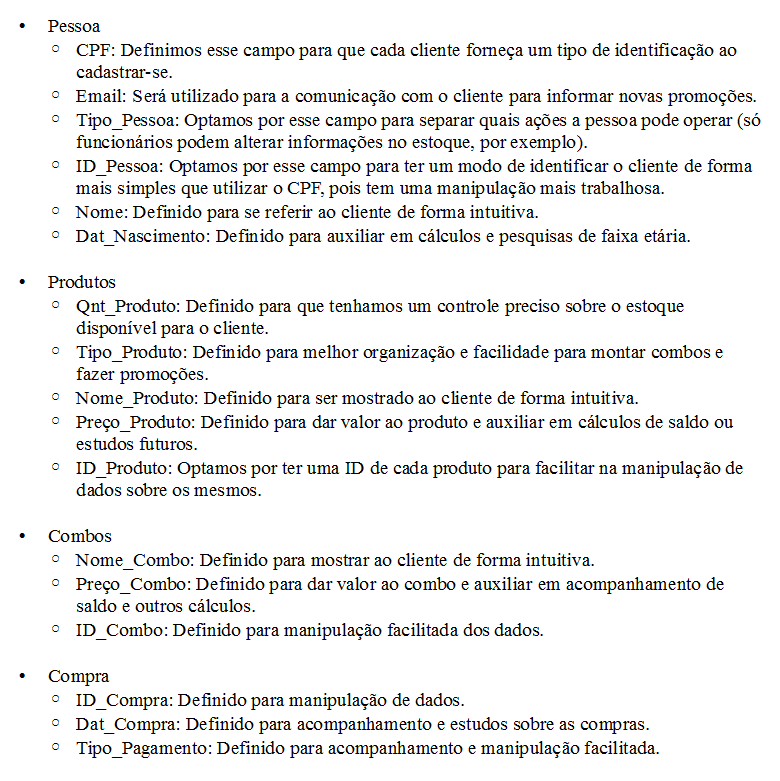 • Pessoa
○ CPF: Definimos esse campo para que cada cliente forneça um tipo de identificação ao
cadastrar-se.
○ Email: Será utilizado para a comunicação com o cliente para informar novas promoções.
○ Tipo_Pessoa: Optamos por esse campo para separar quais ações a pessoa pode operar (só
funcionários podem alterar informações no estoque, por exemplo).
○ ID_Pessoa: Optamos por esse campo para ter um modo de identificar o cliente de forma
mais simples que utilizar o CPF, pois tem uma manipulação mais trabalhosa.
○ Nome: Definido para se referir ao cliente de forma intuitiva.
○ Dat_Nascimento: Definido para auxiliar em cálculos e pesquisas de faixa etária.
• Produtos
○ Qnt_Produto: Definido para que tenhamos um controle preciso sobre o estoque
disponível para o cliente.
○ Tipo_Produto: Definido para melhor organização e facilidade para montar combos e
fazer promoções.
○ Nome_Produto: Definido para ser mostrado ao cliente de forma intuitiva.
○ Preço_Produto: Definido para dar valor ao produto e auxiliar em cálculos de saldo ou
estudos futuros.
○ ID_Produto: Optamos por ter uma ID de cada produto para facilitar na manipulação de
dados sobre os mesmos.
• Combos
○ Nome_Combo: Definido para mostrar ao cliente de forma intuitiva.
○ Preço_Combo: Definido para dar valor ao combo e auxiliar em acompanhamento de
saldo e outros cálculos.
○ ID_Combo: Definido para manipulação facilitada dos dados.
• Compra
○ ID_Compra: Definido para manipulação de dados.
○ Dat_Compra: Definido para acompanhamento e estudos sobre as compras.
○ Tipo_Pagamento: Definido para acompanhamento e manipulação facilitada.